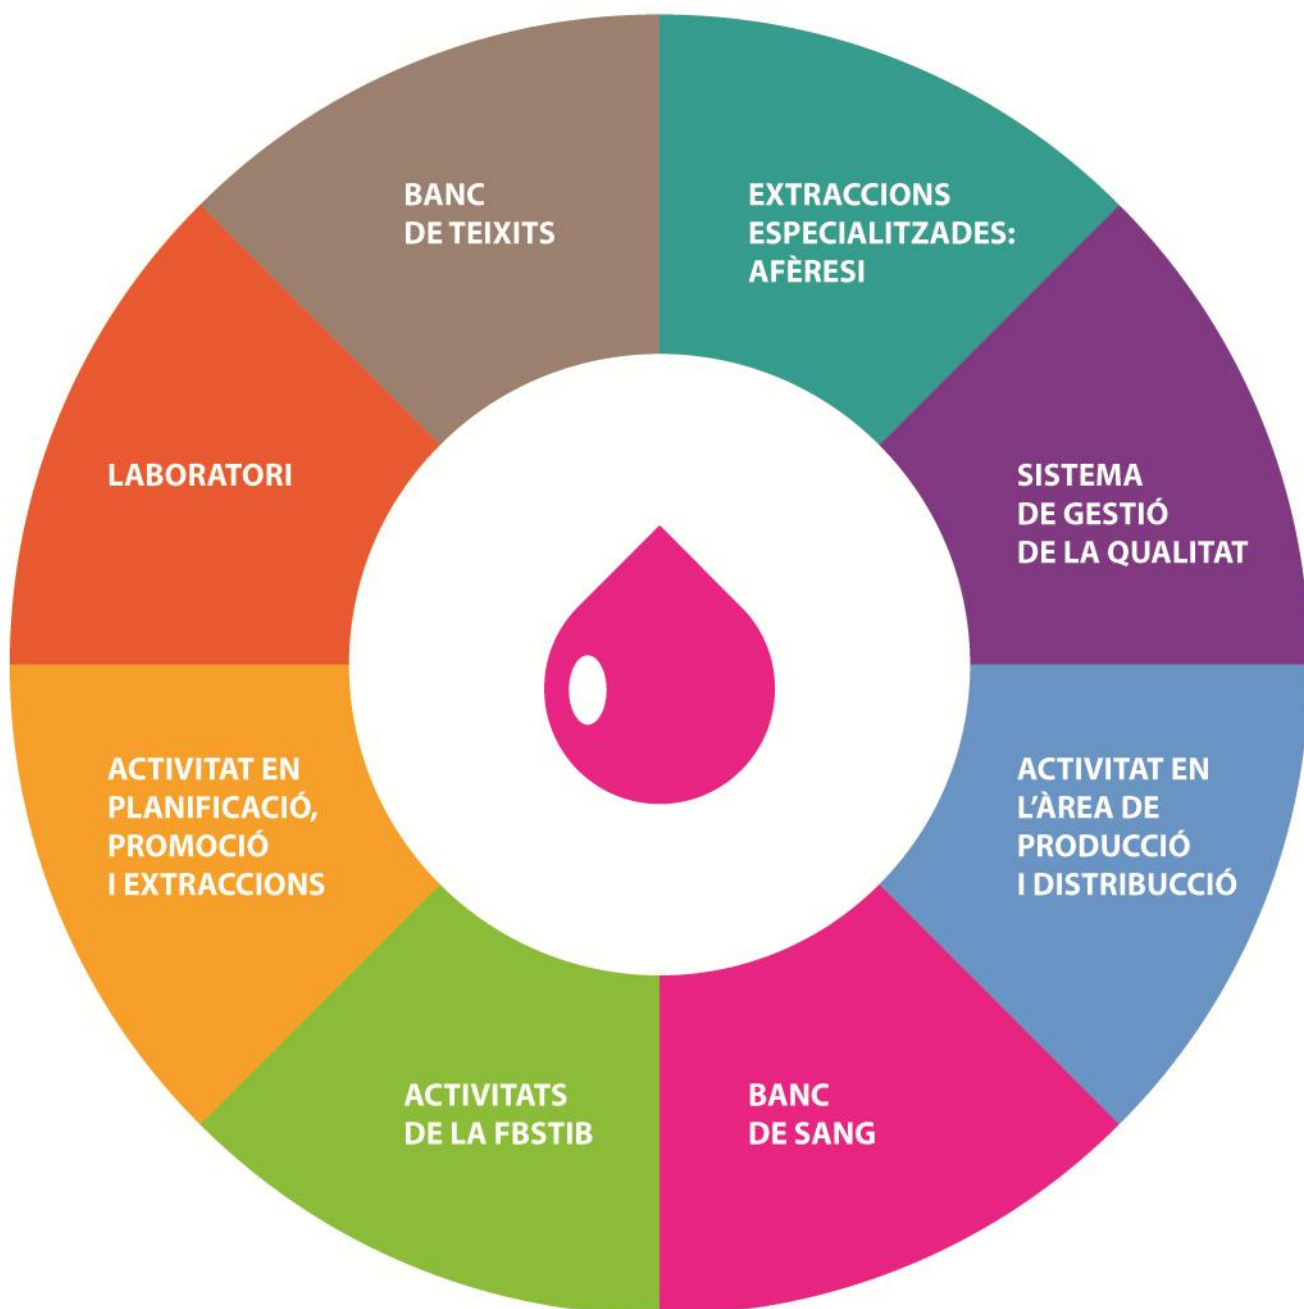 BANC
DE TEIXITS
EXTRACCIONS
ESPECIALITZADES:
AFÈRESI
LABORATORI
SISTEMA
DE GESTIÓ
DE LA QUALITAT
ACTIVITAT EN
PLANIFICACIÓ,
PROMOCIÓ
I EXTRACCIONS
ACTIVITAT EN
L'ÀREA DE
PRODUCCIÓ
I DISTRIBUCCIÓ
ACTIVITATS
DE LA FBSTIB
BANC
DE SANG